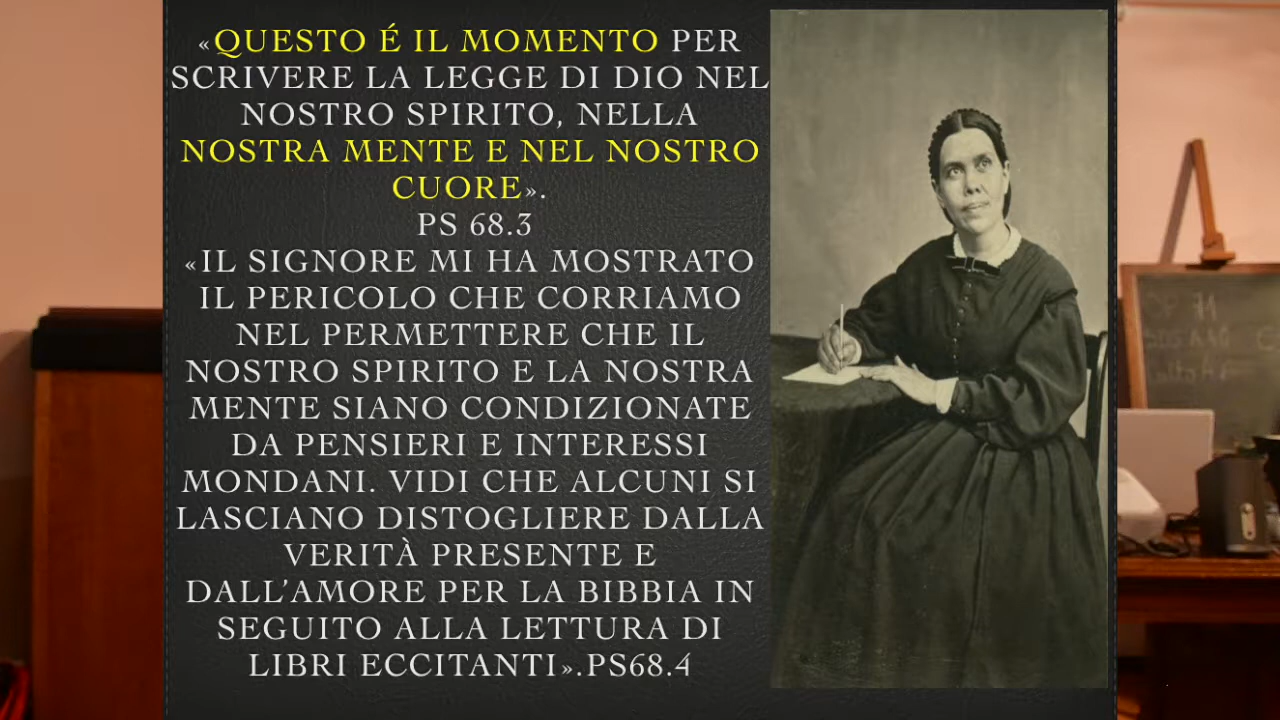 «QUESTO É IL MOMENTO PER
SCRIVERE LA LEGGE DI DIO NEL
NOSTRO SPIRITO, NELLA
NOSTRA MENTE E NEL NOSTRO
CUORE».
PS 68.3
«IL SIGNORE MI HA MOSTRATO
IL PERICOLO CHE CORRIAMO
NEL PERMETTERE CHE IL
NOSTRO SPIRITO E LA NOSTRA
MENTE SIANO CONDIZIONATE
DA PENSIERI E INTERESSI
MONDANI. VIDI CHE ALCUNI SI
LASCIANO DISTOGLIERE DALLA
VERITÀ PRESENTE E
DALL’AMORE PER LA BIBBIA IN
SEGUITO ALLA LETTURA DI
LIBRI ECCITANTI».PS68.4